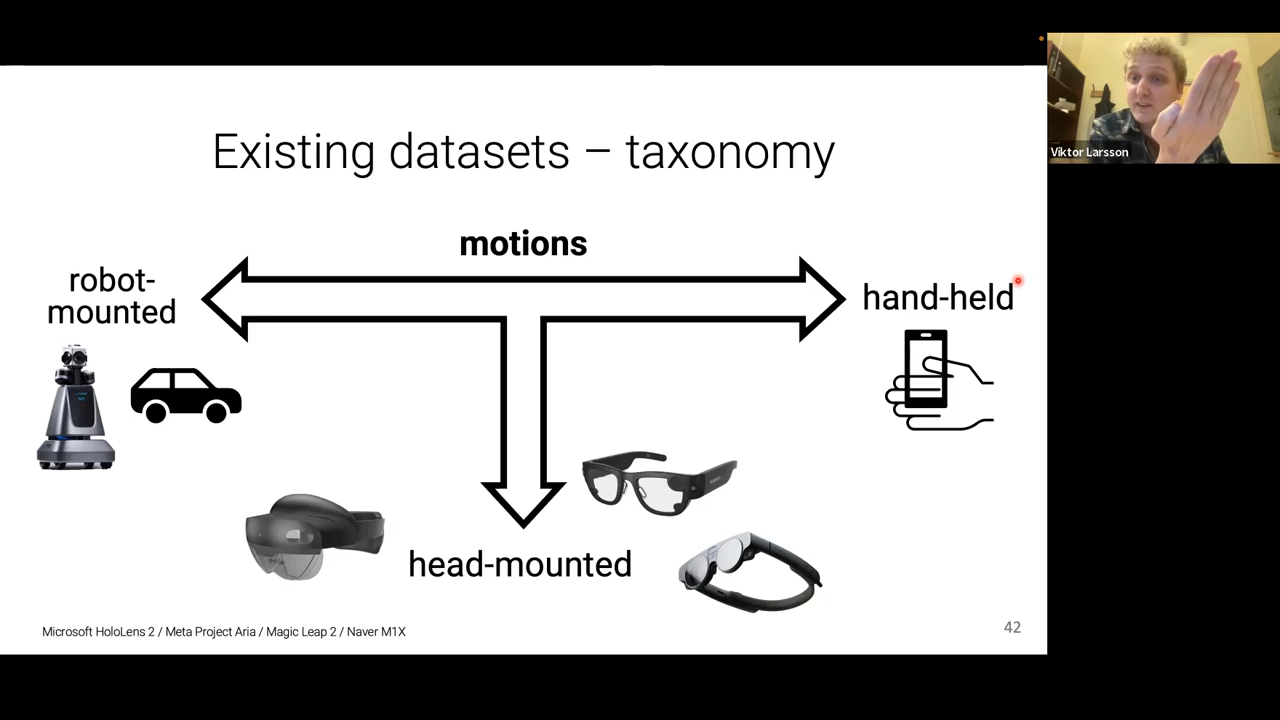 Existing datasets – taxonomy
motions
robot-
mounted
hand-held
head-mounted
Microsoft HoloLens 2 / Meta Project Aria / Magic Leap 2 / Naver M1X
42
Viktor Larsson